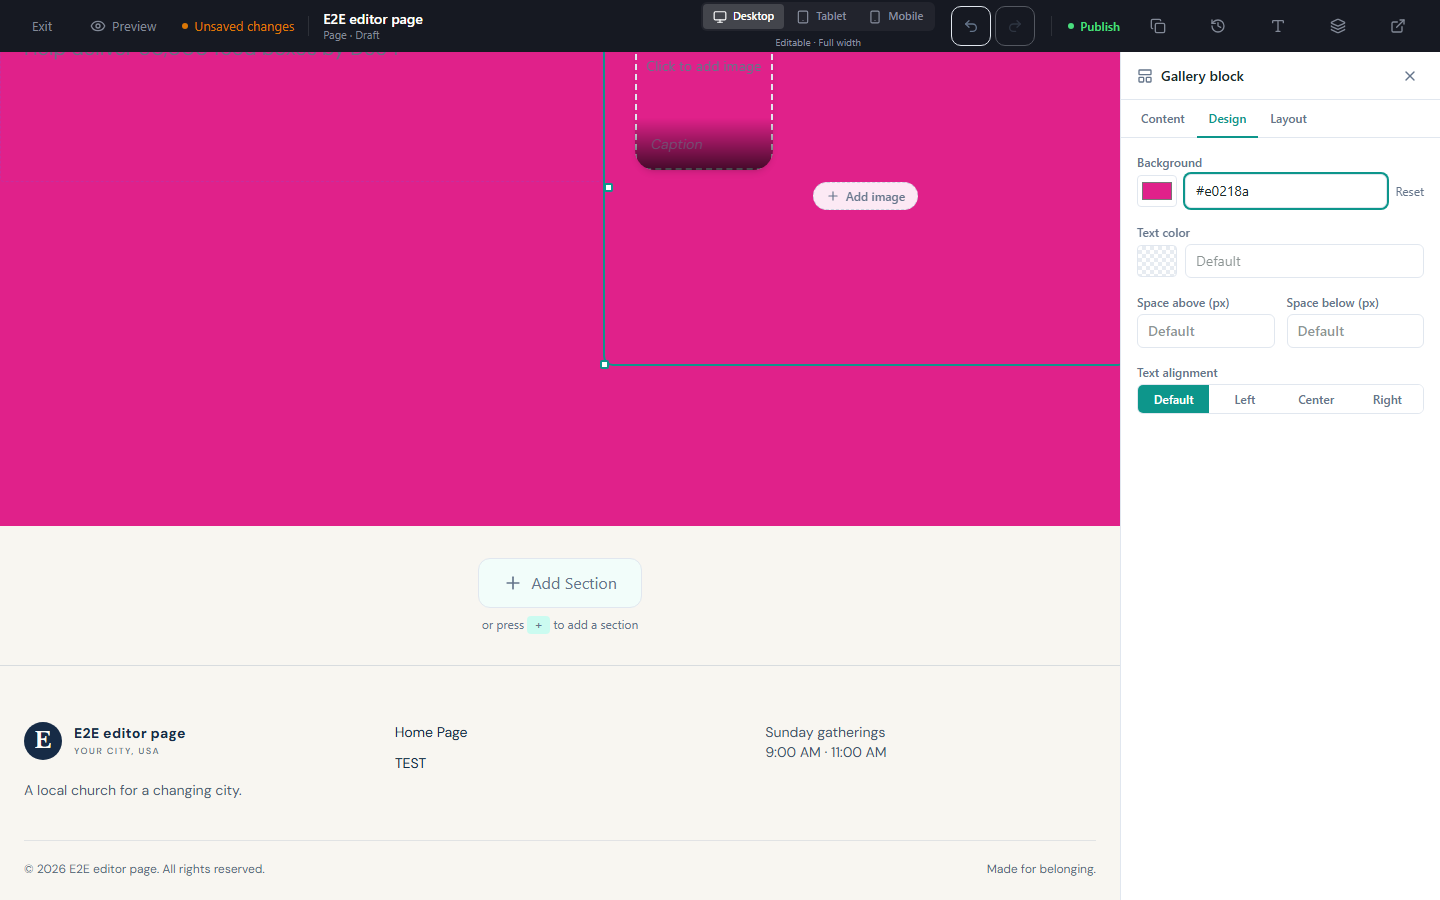 Exit
Preview
Unsaved changes
E2E editor page
Page · Draft
Desktop
Tablet
Mobile
Editable · Full width
Publish
Click to add image
Caption
Add image
Gallery block
Content
Design
Layout
Background
#e0218a
Reset
Text color
Default
Space above (px)
Space below (px)
Default
Default
Text alignment
Default
Left
Center
Right
Add Section
or press + to add a section
E
E2E editor page
YOUR CITY, USA
A local church for a changing city.
Home Page
TEST
Sunday gatherings
9:00 AM · 11:00 AM
© 2026 E2E editor page. All rights reserved.
Made for belonging.